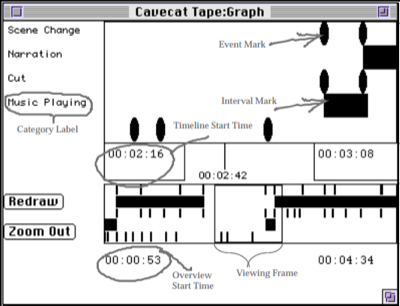 Cavecat Tape:Graph
Scene Change
Event Mark
Narration
Cut
Interval Mark
Music Playing
Category Label
Timeline Start Time
00:02:16
00:03:08
00:02:42
Redraw
Zoom Out
00:00:53
Overview
Start Time
Viewing Frame
00:04:34